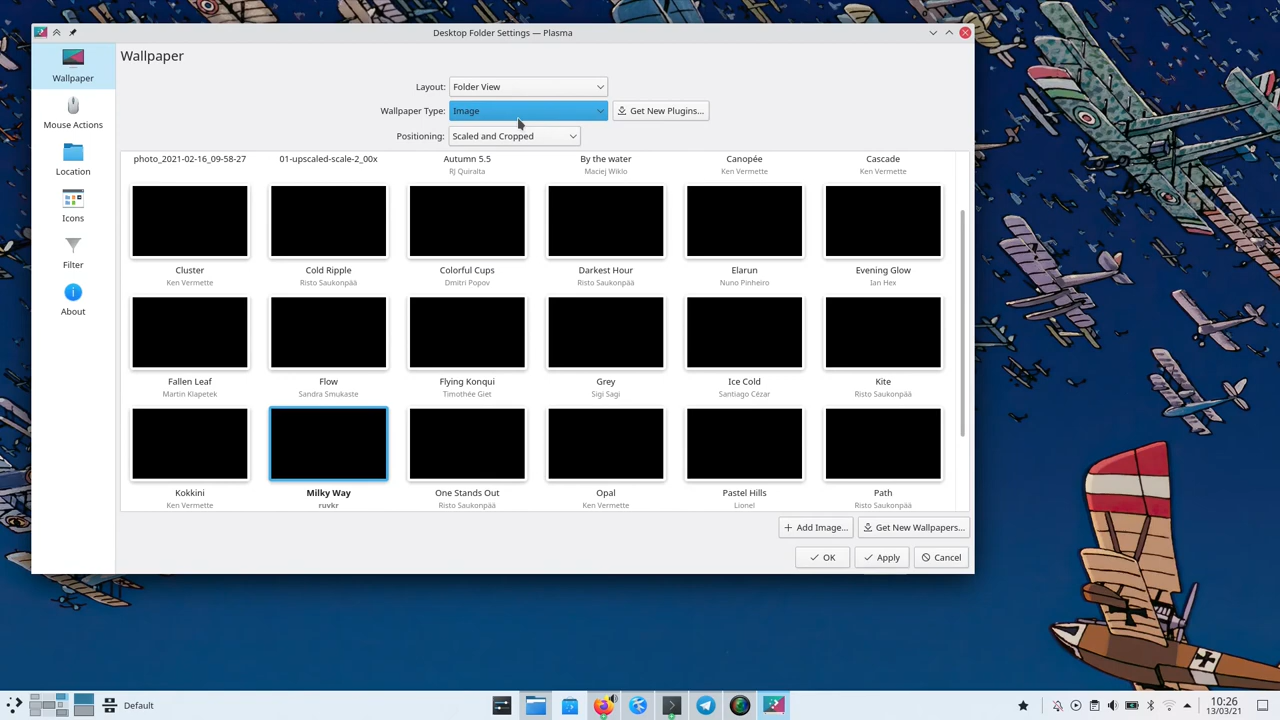 Desktop Folder Settings — Plasma
Wallpaper
Wallpaper
Layout: Folder View
Wallpaper Type: Image Get New Plugins...
Positioning: Scaled and Cropped
Mouse Actions
Location
Icons
Filter
About
photo_2021-02-16_09-58-27 01-upscaled-scale-2_00x Autumn 5.5 By the water Canopée Cascade
RJ Quiralta Maciej Wiklo Ken Vermette Ken Vermette
Cluster Cold Ripple Colorful Cups Darkest Hour Elarun Evening Glow
Ken Vermette Risto Saukonpää Dmitri Popov Risto Saukonpää Nuno Pinheiro Ian Hex
Fallen Leaf Flow Flying Konqui Grey Ice Cold Kite
Martin Klapetek Sandra Smukaste Timothée Giet Sigi Sagi Santiago Cézar Risto Saukonpää
Kokkini Milky Way One Stands Out Opal Pastel Hills Path
Ken Vermette ruvkr Risto Saukonpää Ken Vermette Lionel Risto Saukonpää
Add Image... Get New Wallpapers...
OK Apply Cancel
Default
10:26
13/03/21